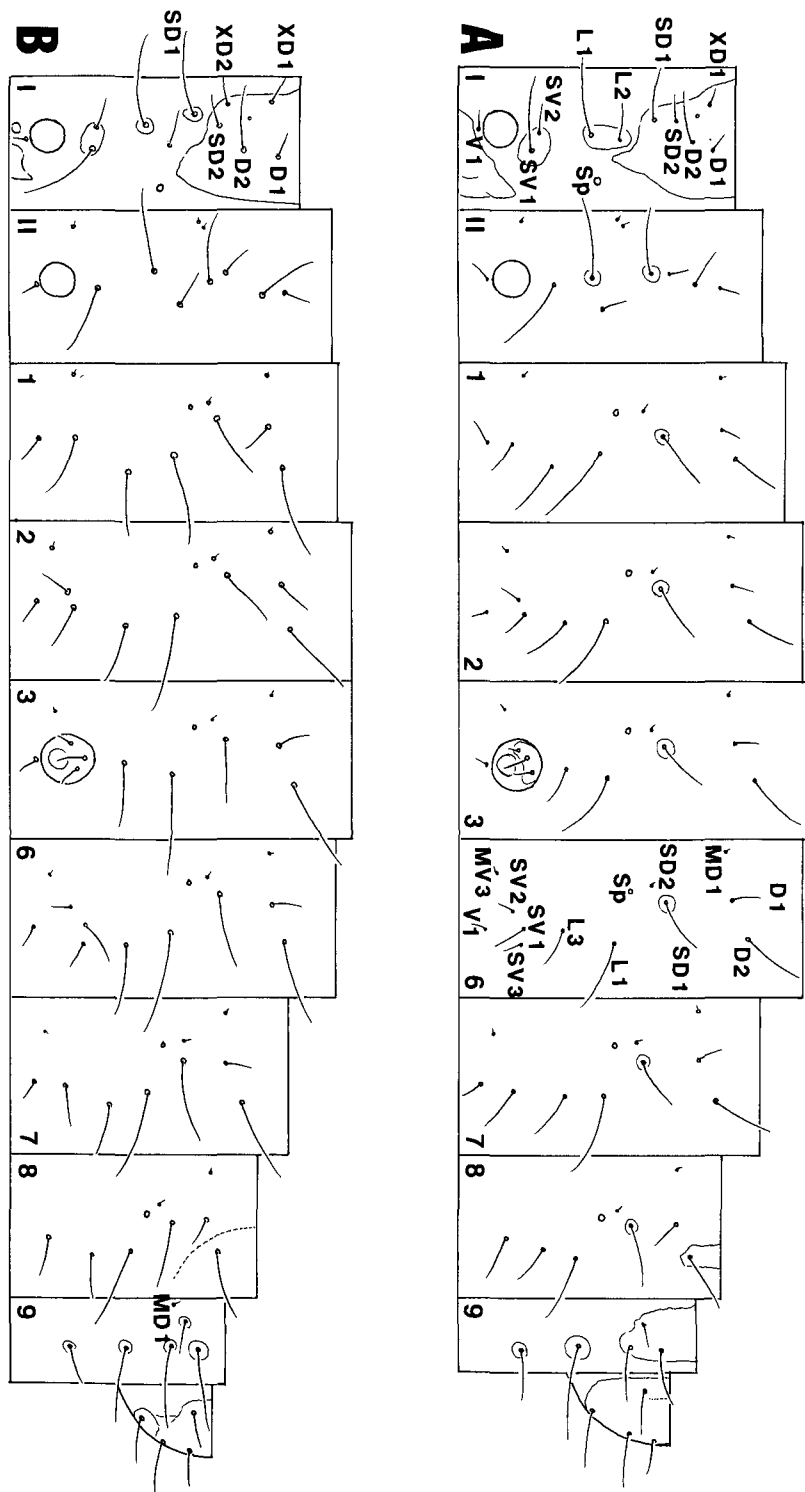 A
XD1
D1
D2
SD2
SD1
L2
L1
Sp
SV2
SV1
V1
I
II
1
2
3
D1
D2
MD1
SD2
SD1
Sp
L1
L3
SV2
SV1
SV3
MV3
V1
6
7
8
9
B
XD1
D1
XD2
D2
SD2
SD1
I
II
1
2
3
6
7
8
9
MD1